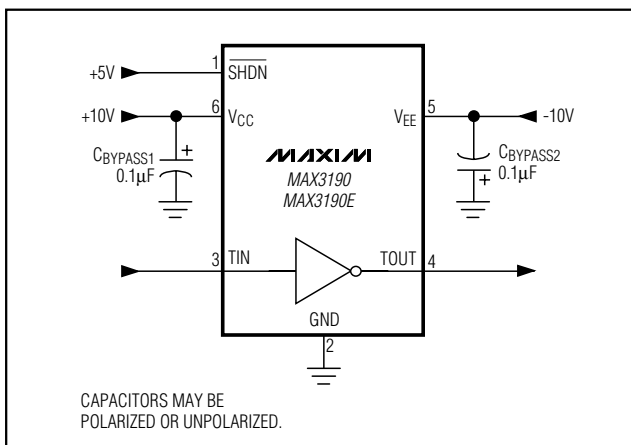 1
SHDN
+5V
+10V
6
VCC
VEE
5
-10V
CBYPASS1
0.1µF
+
MAXIM
MAX3190
MAX3190E
CBYPASS2
0.1µF
+
3
TIN
TOUT
4
GND
2
CAPACITORS MAY BE
POLARIZED OR UNPOLARIZED.